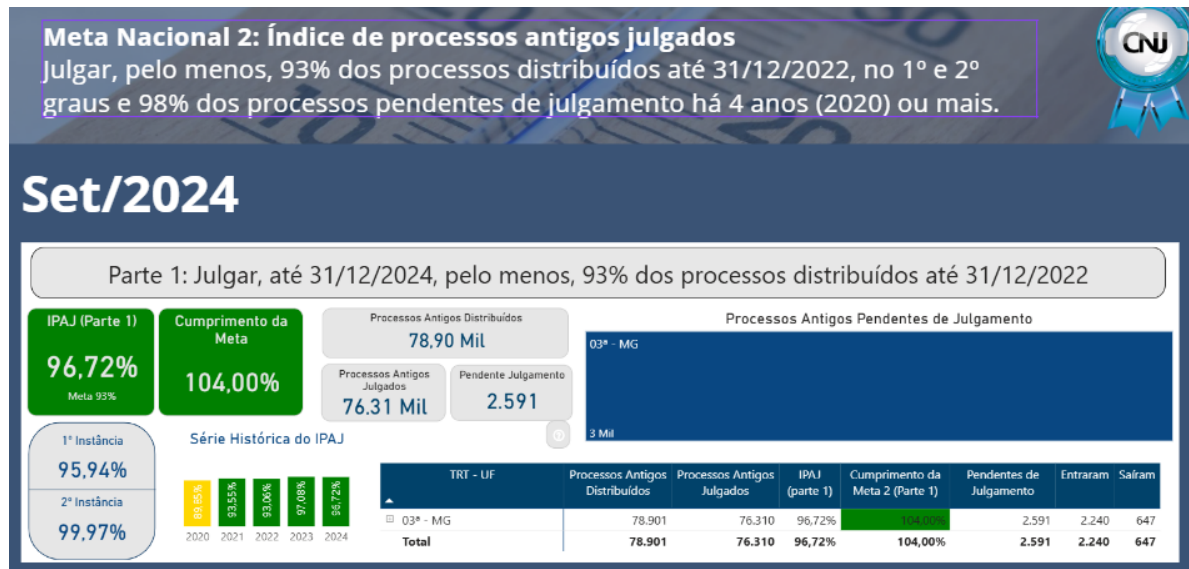 Meta Nacional 2: Índice de processos antigos julgados
Julgar, pelo menos, 93% dos processos distribuídos até 31/12/2022, no 1º e 2º
graus e 98% dos processos pendentes de julgamento há 4 anos (2020) ou mais.
CNJ
Set/2024
Parte 1: Julgar, até 31/12/2024, pelo menos, 93% dos processos distribuídos até 31/12/2022
IPAJ (Parte 1)
96,72%
Meta 93%
Cumprimento da
Meta
104,00%
Processos Antigos Distribuídos
78,90 Mil
Processos Antigos
Julgados
76.31 Mil
Pendente Julgamento
2.591
Processos Antigos Pendentes de Julgamento
03ª - MG
3 Mil
1ª Instância
95,94%
2ª Instância
99,97%
Série Histórica do IPAJ
89,85% 93,55% 93,06% 97,08% 96,72%
2020 2021 2022 2023 2024
TRT - UF Processos Antigos Distribuídos Processos Antigos Julgados IPAJ (parte 1) Cumprimento da Meta 2 (Parte 1) Pendentes de Julgamento Entraram Saíram
03ª - MG 78.901 76.310 96,72% 104,00% 2.591 2.240 647
Total 78.901 76.310 96,72% 104,00% 2.591 2.240 647